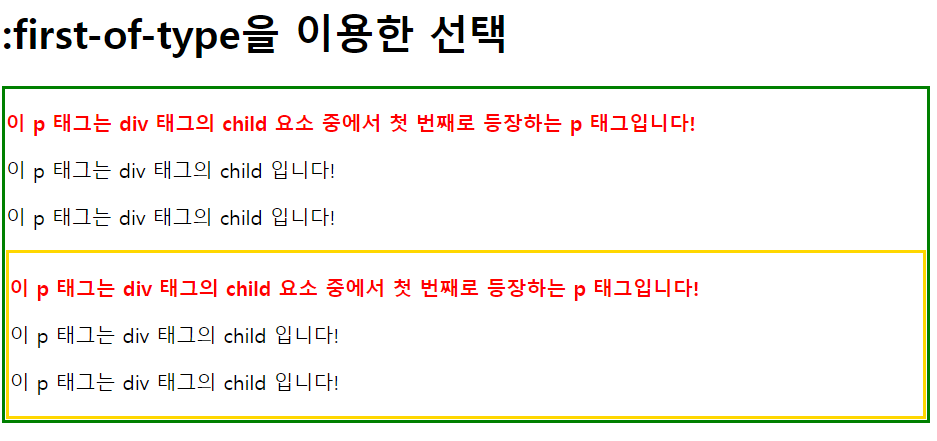 :first-of-type을 이용한 선택
이 p 태그는 div 태그의 child 요소 중에서 첫 번째로 등장하는 p 태그입니다!
이 p 태그는 div 태그의 child 입니다!
이 p 태그는 div 태그의 child 입니다!
이 p 태그는 div 태그의 child 요소 중에서 첫 번째로 등장하는 p 태그입니다!
이 p 태그는 div 태그의 child 입니다!
이 p 태그는 div 태그의 child 입니다!